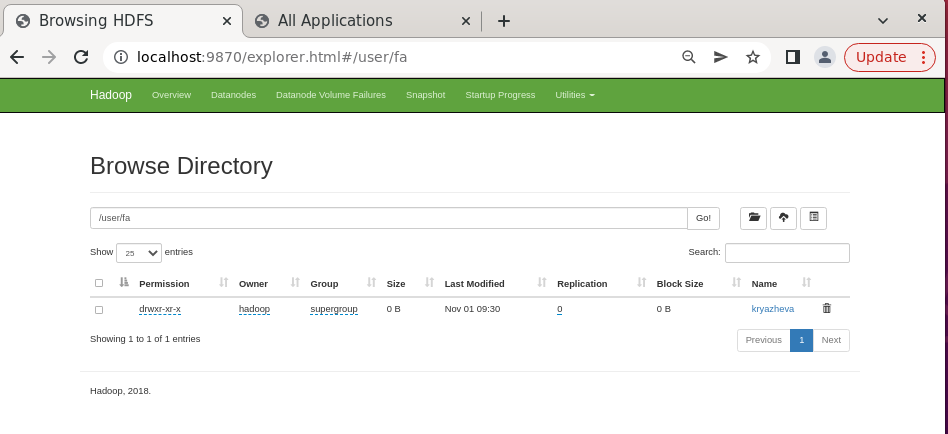 Browsing HDFS All Applications
localhost:9870/explorer.html#/user/fa Update
Hadoop Overview Datanodes Datanode Volume Failures Snapshot Startup Progress Utilities
Browse Directory
/user/fa Go!
Show 25 entries Search:
Permission Owner Group Size Last Modified Replication Block Size Name
drwxr-xr-x hadoop supergroup 0 B Nov 01 09:30 0 0 B kryazheva
Showing 1 to 1 of 1 entries Previous 1 Next
Hadoop, 2018.